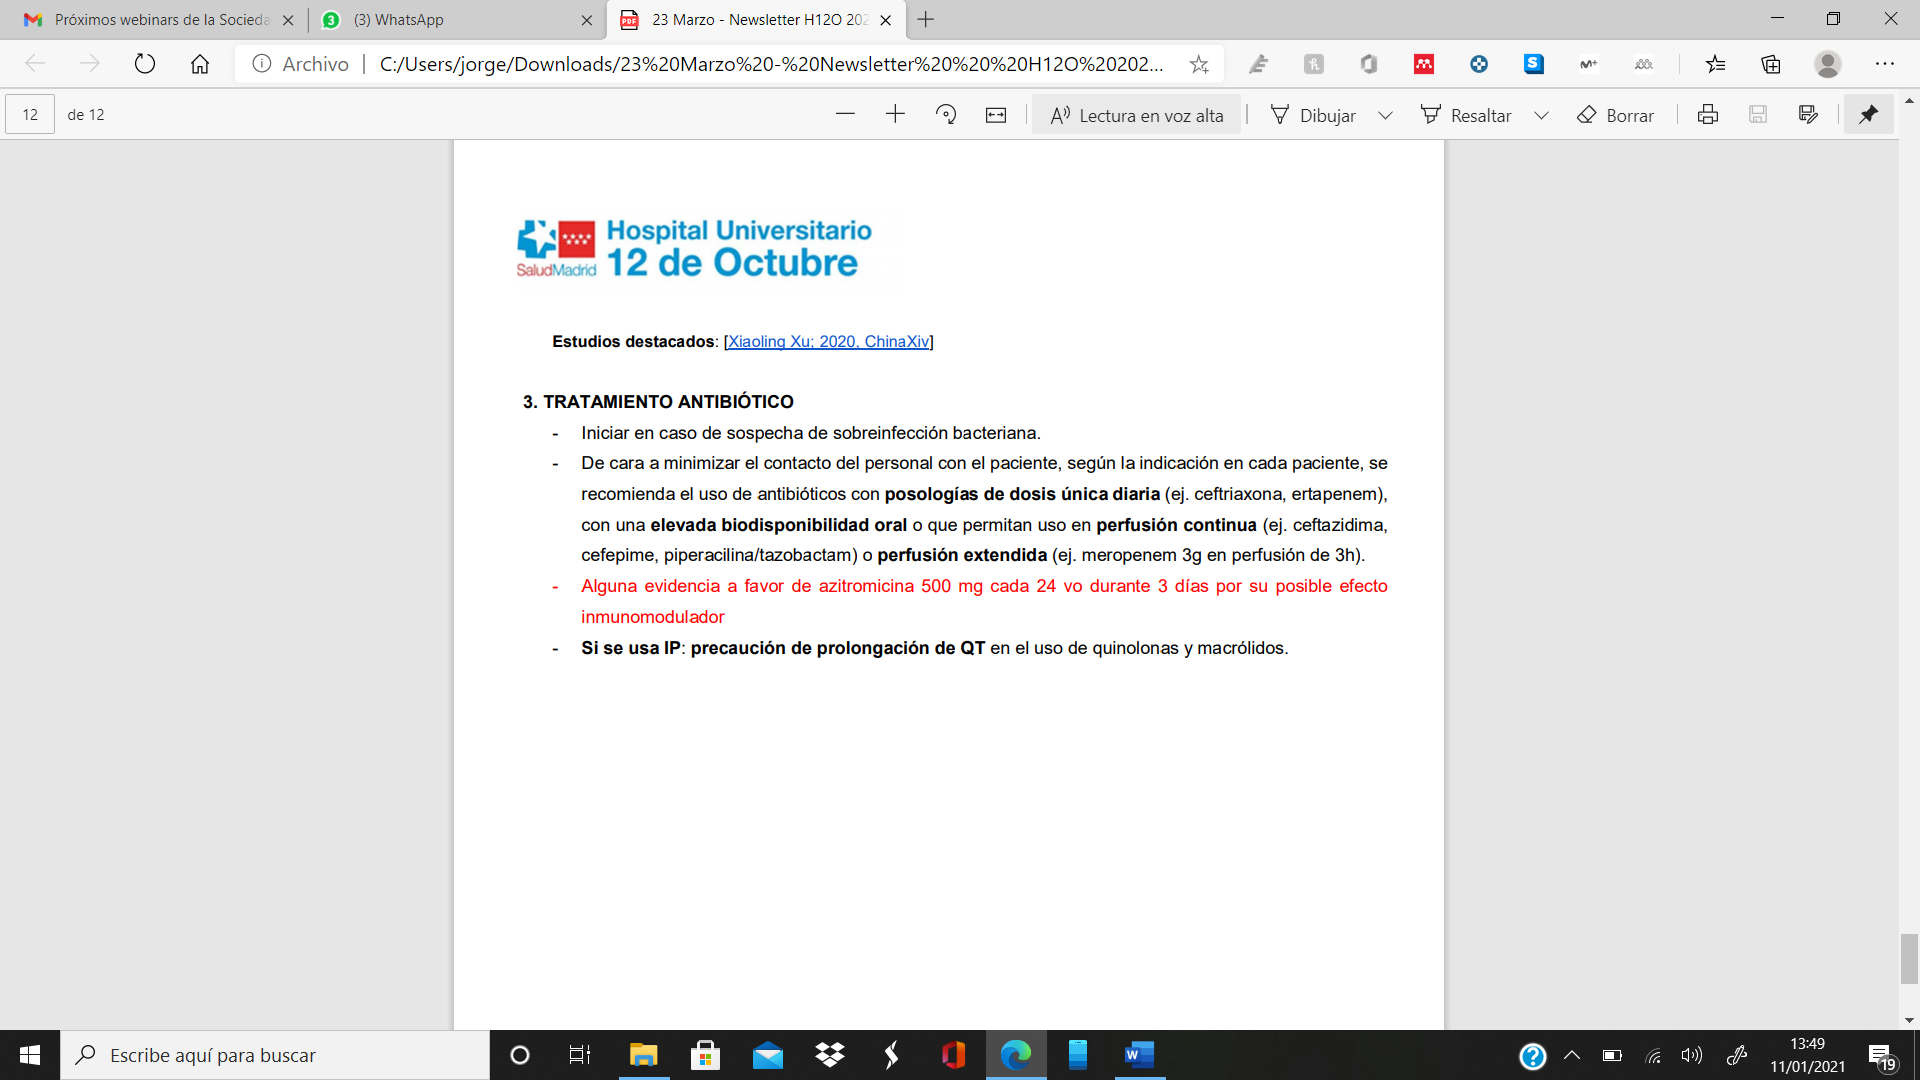 Próximos webinars de la Socieda
(3) WhatsApp
23 Marzo - Newsletter H12O 202
Archivo
C:/Users/jorge/Downloads/23%20Marzo%20-%20Newsletter%20%20%20H12O%20202...
12 de 12
Lectura en voz alta
Dibujar
Resaltar
Borrar
Hospital Universitario
12 de Octubre
SaludMadrid
Estudios destacados: [Xiaoling Xu; 2020, ChinaXiv]
3. TRATAMIENTO ANTIBIÓTICO
- Iniciar en caso de sospecha de sobreinfección bacteriana.
- De cara a minimizar el contacto del personal con el paciente, según la indicación en cada paciente, se
recomienda el uso de antibióticos con posologías de dosis única diaria (ej. ceftriaxona, ertapenem),
con una elevada biodisponibilidad oral o que permitan uso en perfusión continua (ej. ceftazidima,
cefepime, piperacilina/tazobactam) o perfusión extendida (ej. meropenem 3g en perfusión de 3h).
- Alguna evidencia a favor de azitromicina 500 mg cada 24 vo durante 3 días por su posible efecto
inmunomodulador
- Si se usa IP: precaución de prolongación de QT en el uso de quinolonas y macrólidos.
Escribe aquí para buscar
13:49
11/01/2021
19